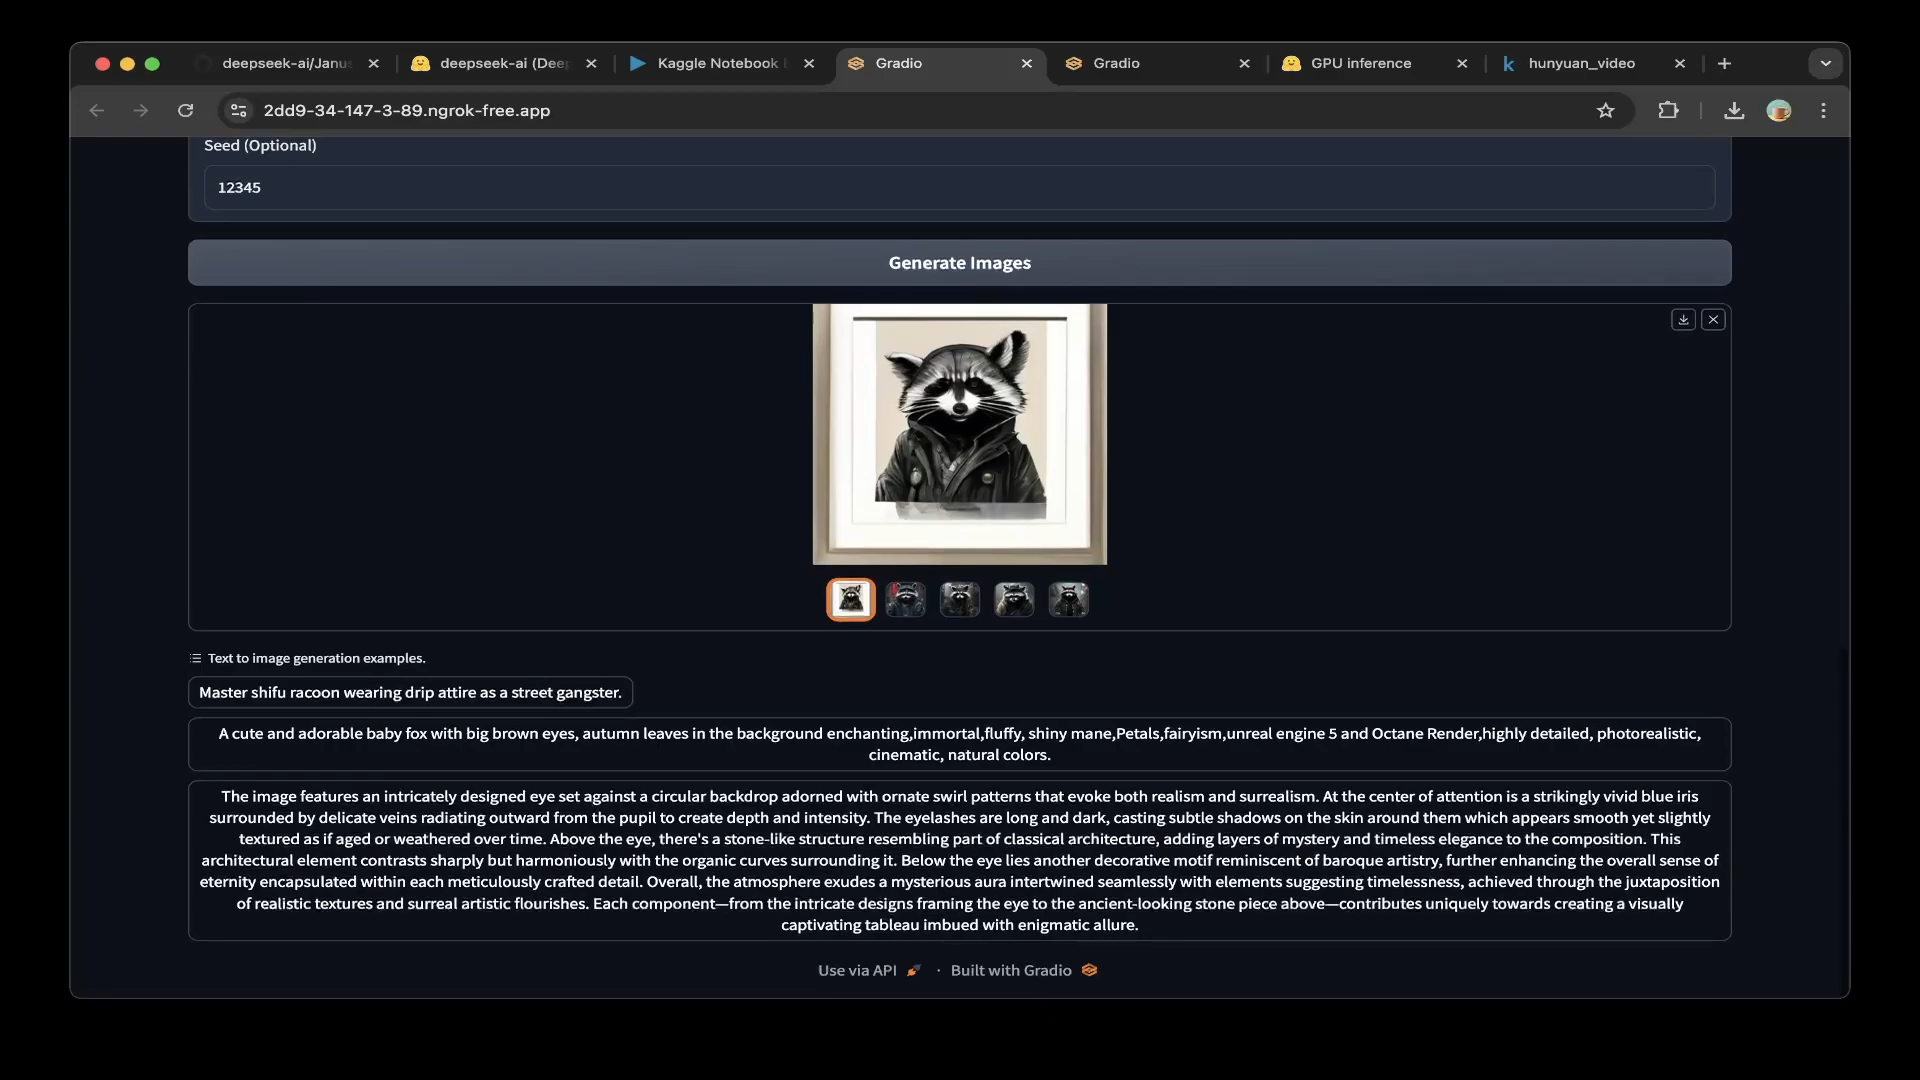 deepseek-ai/Janus
deepseek-ai (Deep
Kaggle Notebook
Gradio
Gradio
GPU inference
hunyuan_video
2dd9-34-147-3-89.ngrok-free.app
Seed (Optional)
12345
Generate Images
Text to image generation examples.
Master shifu racoon wearing drip attire as a street gangster.
A cute and adorable baby fox with big brown eyes, autumn leaves in the background enchanting,immortal,fluffy, shiny mane,Petals,fairyism,unreal engine 5 and Octane Render,highly detailed, photorealistic,
cinematic, natural colors.
The image features an intricately designed eye set against a circular backdrop adorned with ornate swirl patterns that evoke both realism and surrealism. At the center of attention is a strikingly vivid blue iris
surrounded by delicate veins radiating outward from the pupil to create depth and intensity. The eyelashes are long and dark, casting subtle shadows on the skin around them which appears smooth yet slightly
textured as if aged or weathered over time. Above the eye, there's a stone-like structure resembling part of classical architecture, adding layers of mystery and timeless elegance to the composition. This
architectural element contrasts sharply but harmoniously with the organic curves surrounding it. Below the eye lies another decorative motif reminiscent of baroque artistry, further enhancing the overall sense of
eternity encapsulated within each meticulously crafted detail. Overall, the atmosphere exudes a mysterious aura intertwined seamlessly with elements suggesting timelessness, achieved through the juxtaposition
of realistic textures and surreal artistic flourishes. Each component—from the intricate designs framing the eye to the ancient-looking stone piece above—contributes uniquely towards creating a visually
captivating tableau imbued with enigmatic allure.
Use via API · Built with Gradio